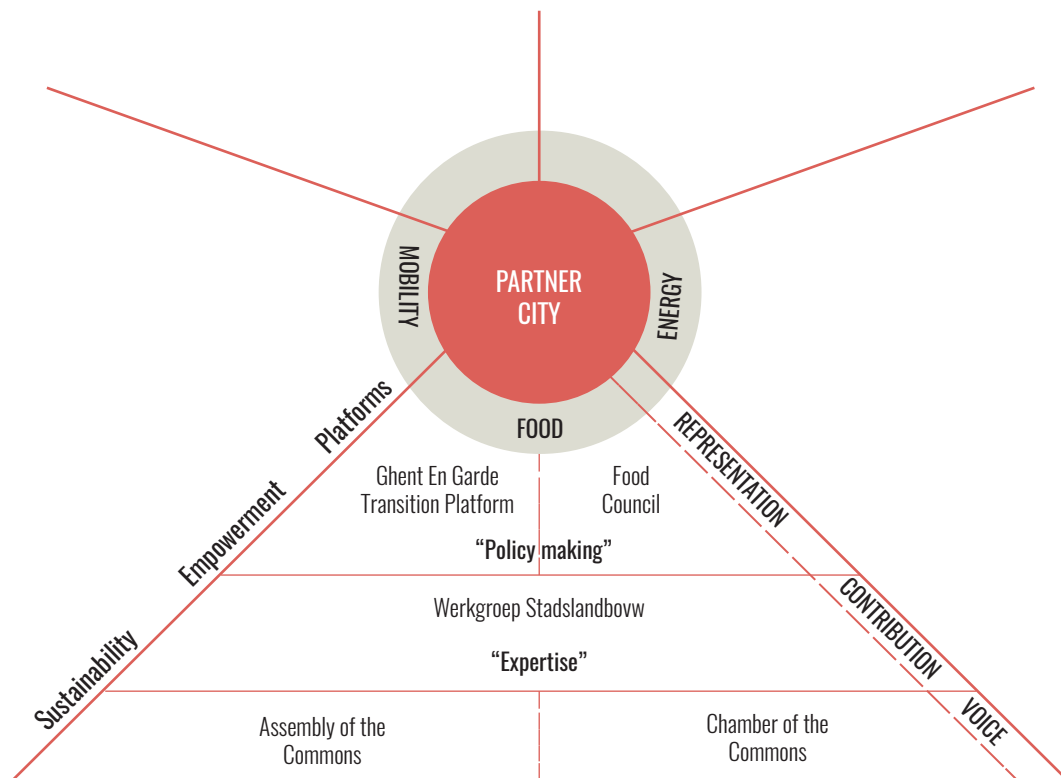 PARTNER
CITY
MOBILITY
ENERGY
FOOD
Platforms
Empowerment
Sustainability
REPRESENTATION
CONTRIBUTION
VOICE
Ghent En Garde
Transition Platform
Food
Council
“Policy making”
Werkgroep Stadslandbovw
“Expertise”
Assembly of the
Commons
Chamber of the
Commons